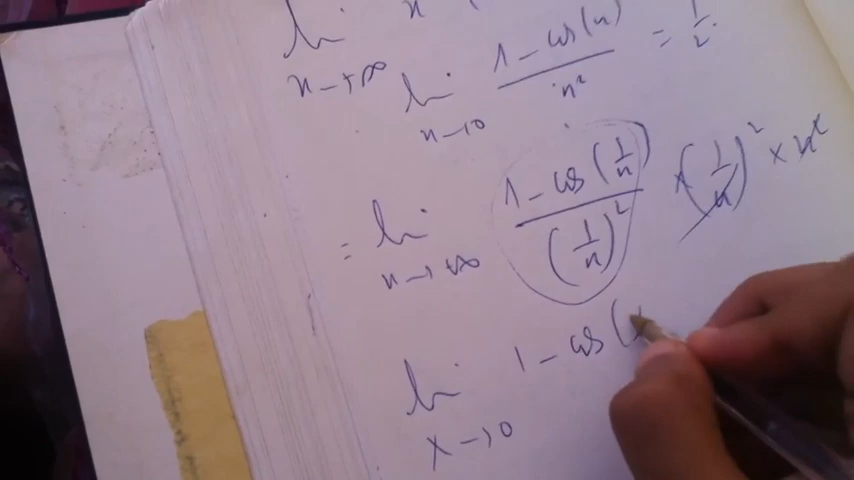 lim x
x→+∞
lim 1 - cos(x) / x² = 1/2
x→0
= lim 1 - cos(1/x) / (1/x)² × (1/x)² × x²
x→+∞
lim 1 - cos(
X→0